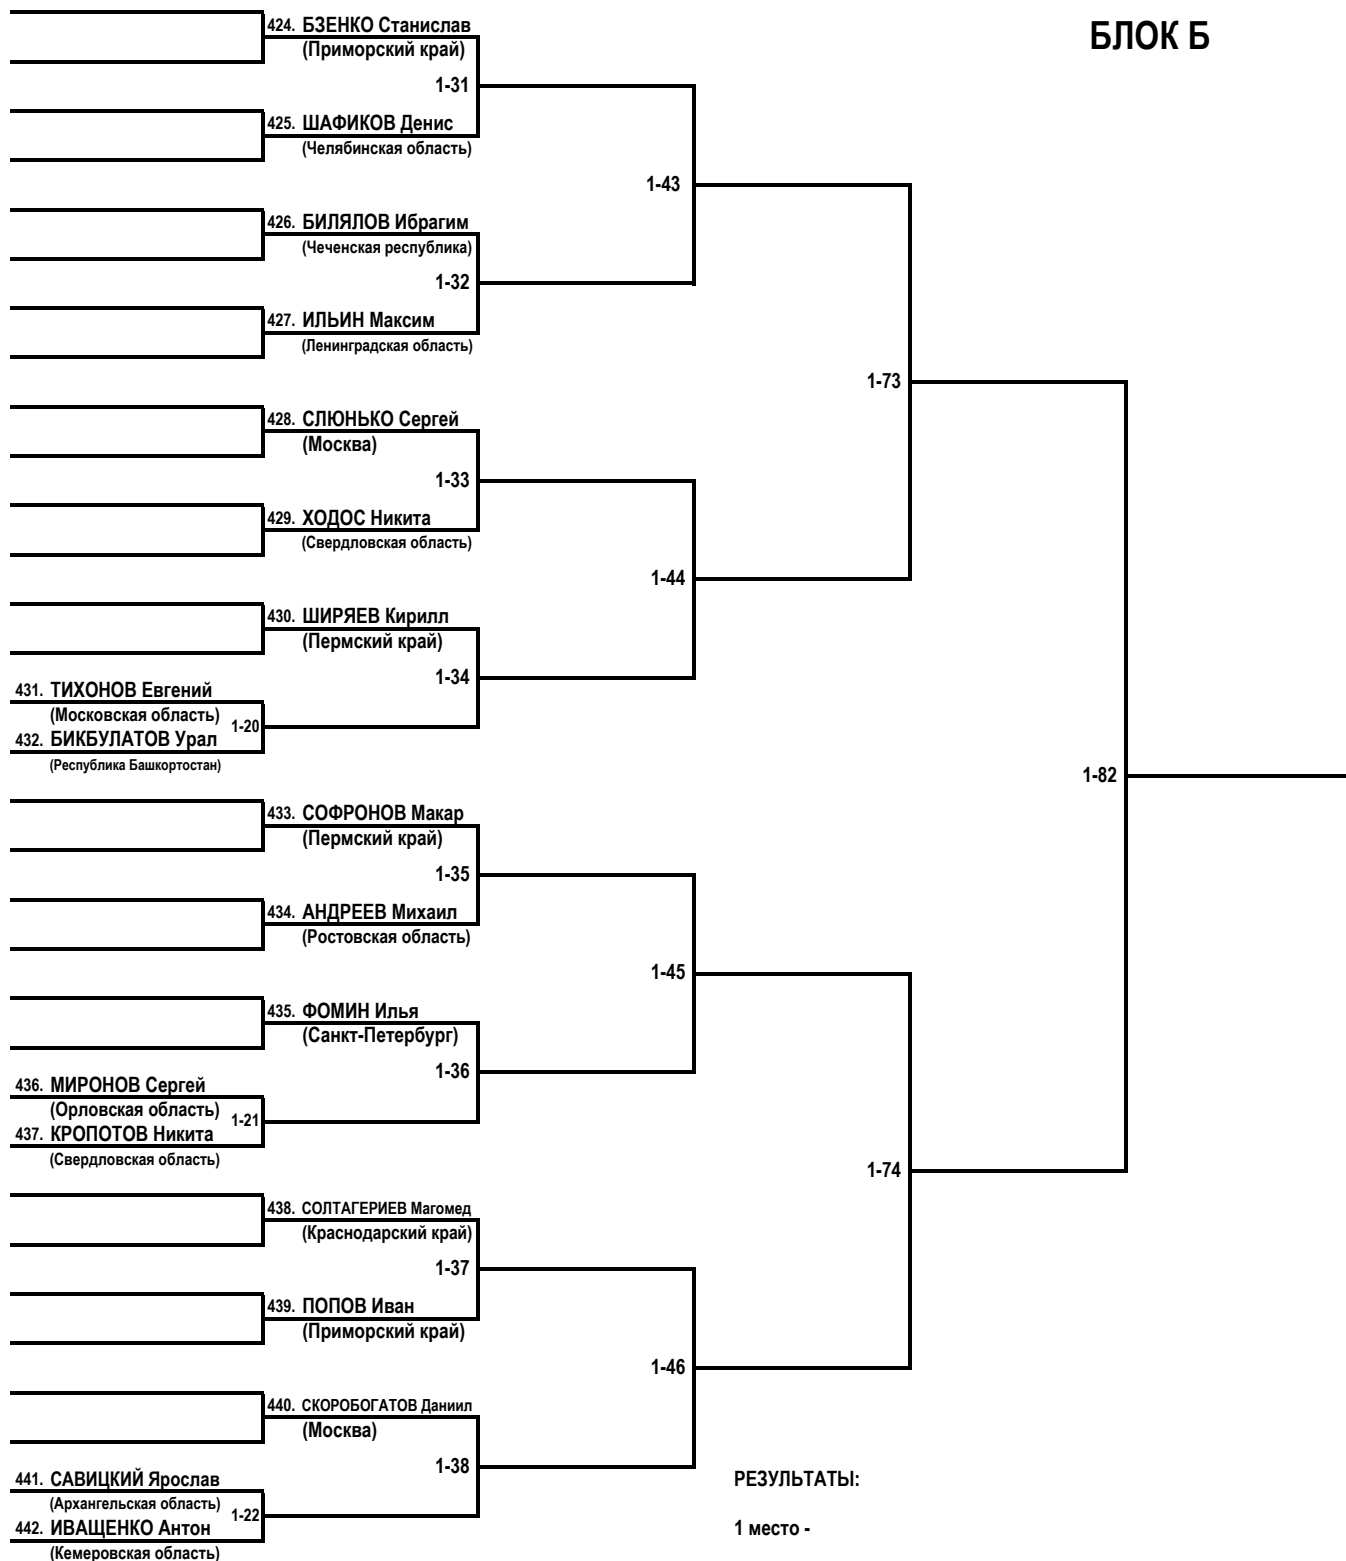 БЛОК Б
424. БЗЕНКО Станислав
(Приморский край)
1-31
425. ШАФИКОВ Денис
(Челябинская область)
1-43
426. БИЛЯЛОВ Ибрагим
(Чеченская республика)
1-32
427. ИЛЬИН Максим
(Ленинградская область)
1-73
428. СЛЮНЬКО Сергей
(Москва)
1-33
429. ХОДОС Никита
(Свердловская область)
1-44
430. ШИРЯЕВ Кирилл
(Пермский край)
1-34
431. ТИХОНОВ Евгений
(Московская область)
1-20
432. БИКБУЛАТОВ Урал
(Республика Башкортостан)
1-82
433. СОФРОНОВ Макар
(Пермский край)
1-35
434. АНДРЕЕВ Михаил
(Ростовская область)
1-45
435. ФОМИН Илья
(Санкт-Петербург)
1-36
436. МИРОНОВ Сергей
(Орловская область)
1-21
437. КРОПОТОВ Никита
(Свердловская область)
1-74
438. СОЛТАГЕРИЕВ Магомед
(Краснодарский край)
1-37
439. ПОПОВ Иван
(Приморский край)
1-46
440. СКОРОБОГАТОВ Даниил
(Москва)
1-38
441. САВИЦКИЙ Ярослав
(Архангельская область)
1-22
442. ИВАЩЕНКО Антон
(Кемеровская область)
РЕЗУЛЬТАТЫ:
1 место -